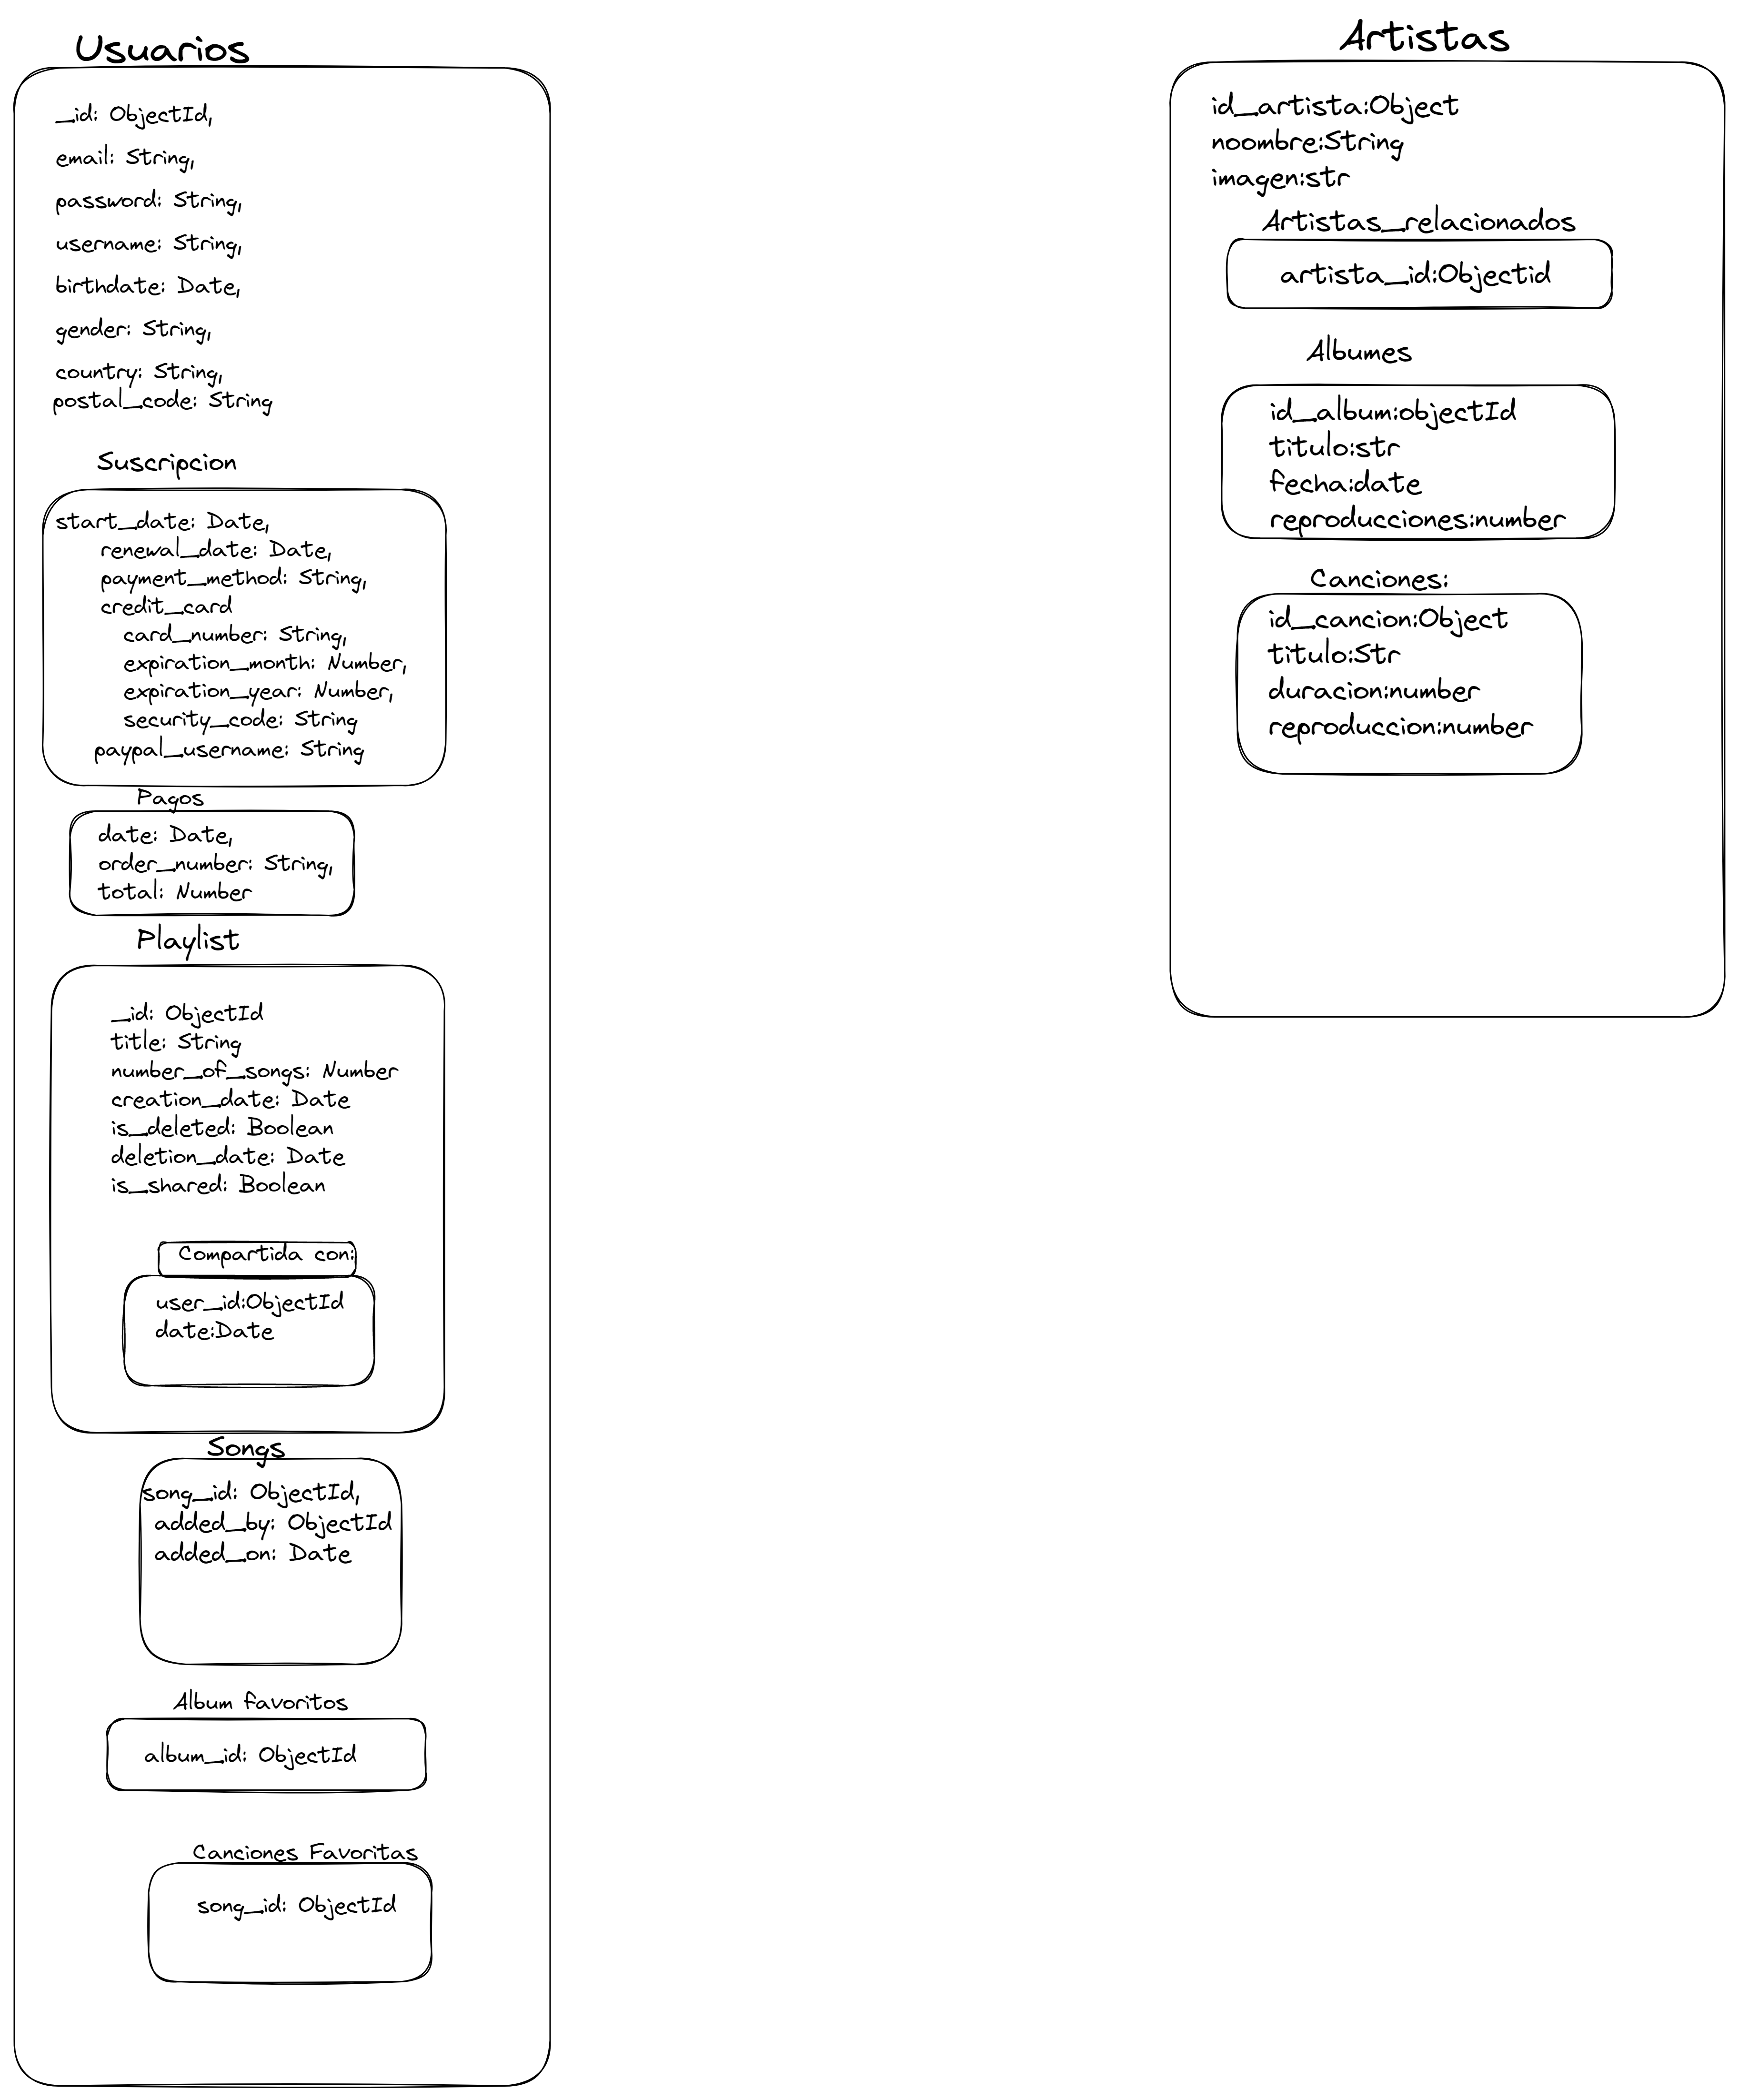 Usuarios
_id: ObjectId,
email: String,
password: String,
username: String,
birthdate: Date,
gender: String,
country: String,
postal_code: String
Suscripcion
start_date: Date,
renewal_date: Date,
payment_method: String,
credit_card
card_number: String,
expiration_month: Number,
expiration_year: Number,
security_code: String
paypal_username: String
Pagos
date: Date,
order_number: String,
total: Number
Playlist
_id: ObjectId
title: String
number_of_songs: Number
creation_date: Date
is_deleted: Boolean
deletion_date: Date
is_shared: Boolean
Compartida con:
user_id:ObjectId
date:Date
Songs
song_id: ObjectId,
added_by: ObjectId
added_on: Date
Album favoritos
album_id: ObjectId
Canciones Favoritas
song_id: ObjectId
Artistas
id_artista:Object
noombre:String
imagen:str
Artistas_relacionados
artista_id:Objectid
Albumes
id_album:objectId
titulo:str
fecha:date
reproducciones:number
Canciones:
id_cancion:Object
titulo:Str
duracion:number
reproduccion:number